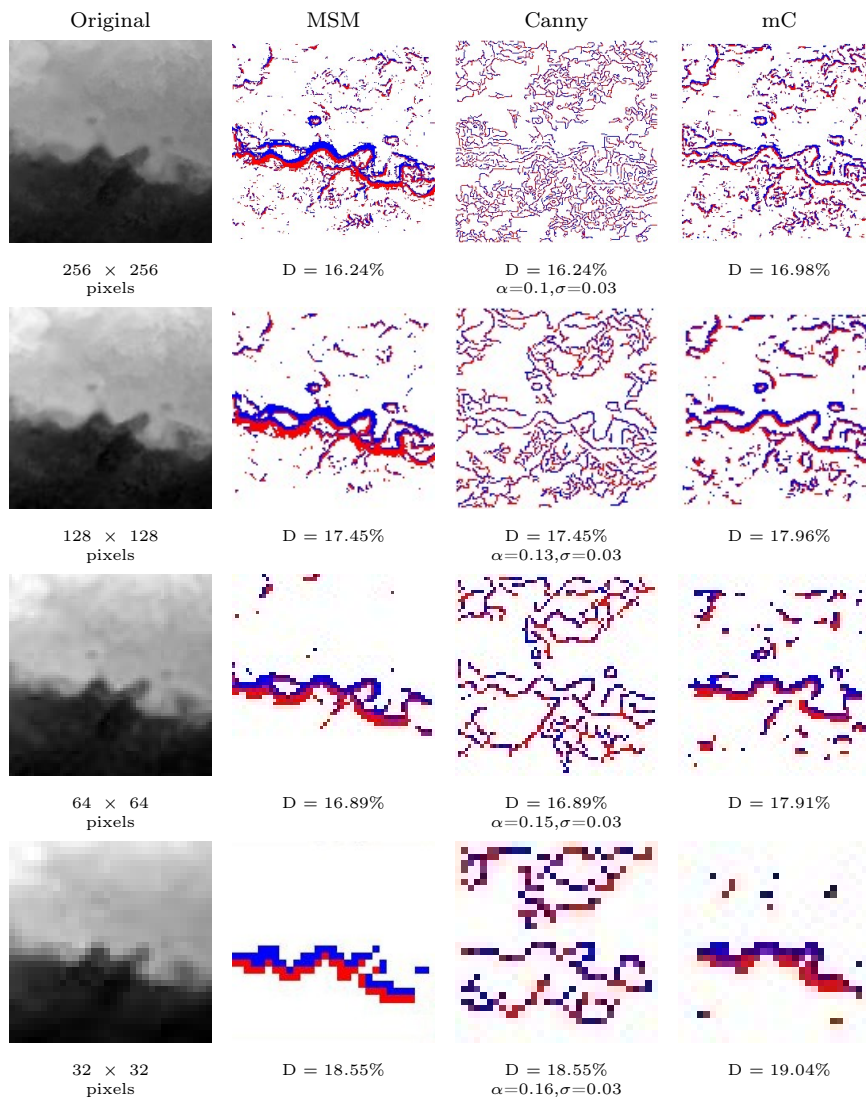 Original MSM Canny mC
256 × 256 D = 16.24% D = 16.24% D = 16.98%
pixels α=0.1,σ=0.03
128 × 128 D = 17.45% D = 17.45% D = 17.96%
pixels α=0.13,σ=0.03
64 × 64 D = 16.89% D = 16.89% D = 17.91%
pixels α=0.15,σ=0.03
32 × 32 D = 18.55% D = 18.55% D = 19.04%
pixels α=0.16,σ=0.03